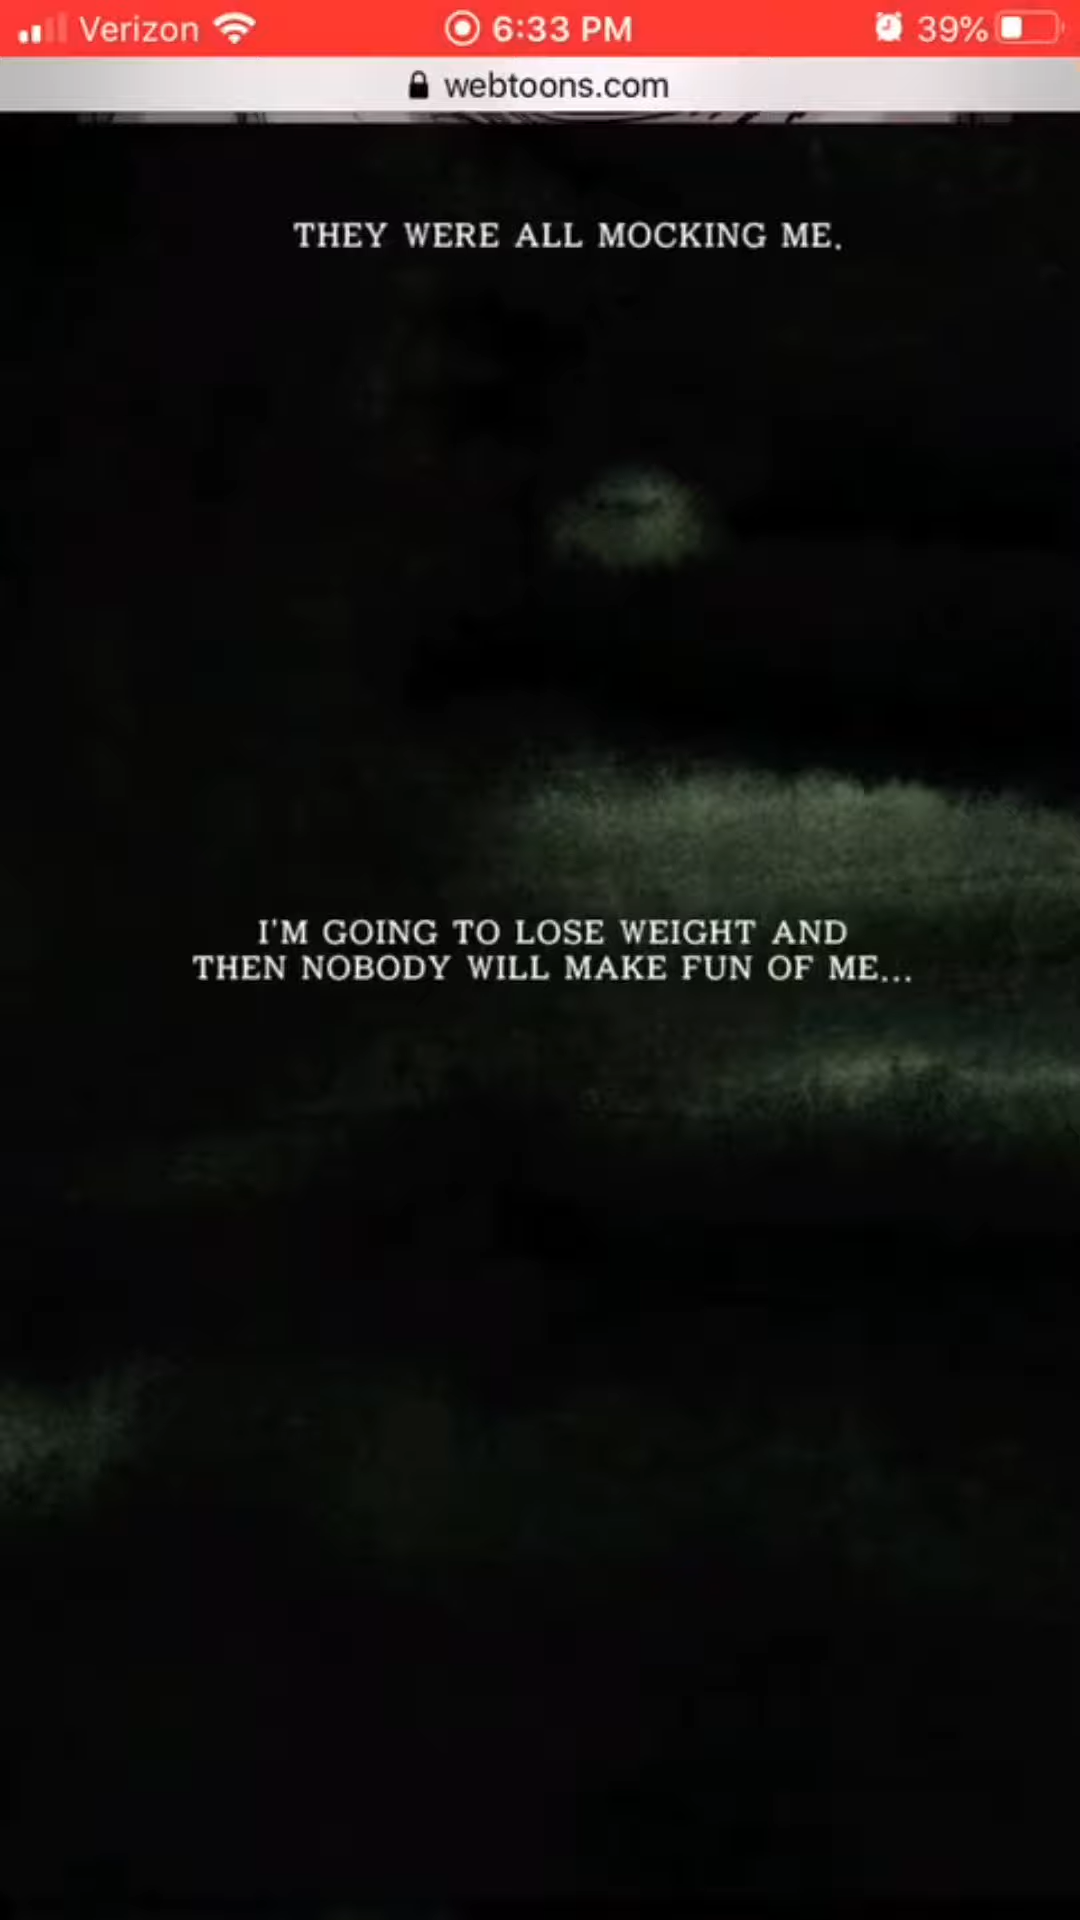 Verizon 6:33 PM 39%
webtoons.com
THEY WERE ALL MOCKING ME.
I'M GOING TO LOSE WEIGHT AND
THEN NOBODY WILL MAKE FUN OF ME...